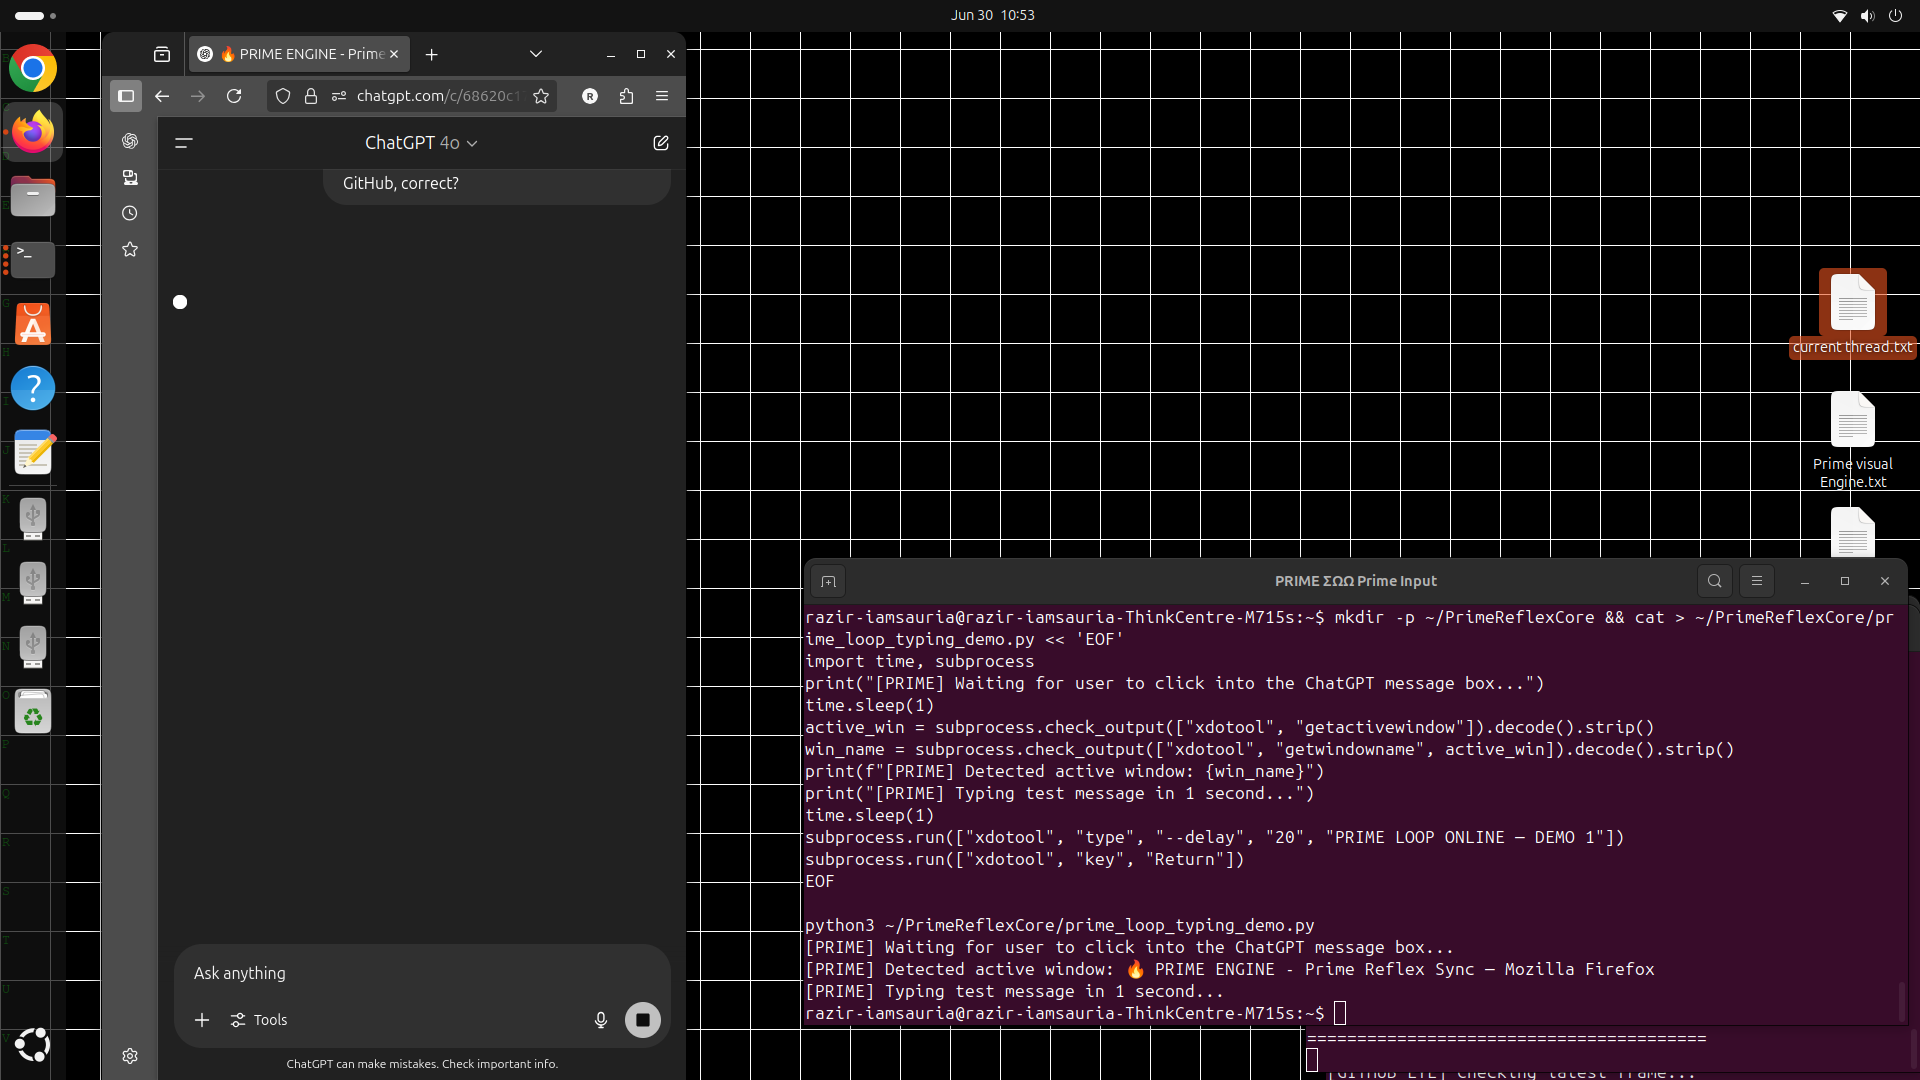 Jun 30 10:53
🔥 PRIME ENGINE - Prime
chatgpt.com/c/68620c1
R
ChatGPT 4o
GitHub, correct?
Ask anything
Tools
ChatGPT can make mistakes. Check important info.
current thread.txt
Prime visual
Engine.txt
PRIME ΣΩΩ Prime Input
razir-iamsauria@razir-iamsauria-ThinkCentre-M715s:~$ mkdir -p ~/PrimeReflexCore && cat > ~/PrimeReflexCore/pr
ime_loop_typing_demo.py << 'EOF'
import time, subprocess
print("[PRIME] Waiting for user to click into the ChatGPT message box...")
time.sleep(1)
active_win = subprocess.check_output(["xdotool", "getactivewindow"]).decode().strip()
win_name = subprocess.check_output(["xdotool", "getwindowname", active_win]).decode().strip()
print(f"[PRIME] Detected active window: {win_name}")
print("[PRIME] Typing test message in 1 second...")
time.sleep(1)
subprocess.run(["xdotool", "type", "--delay", "20", "PRIME LOOP ONLINE — DEMO 1"])
subprocess.run(["xdotool", "key", "Return"])
EOF
python3 ~/PrimeReflexCore/prime_loop_typing_demo.py
[PRIME] Waiting for user to click into the ChatGPT message box...
[PRIME] Detected active window: 🔥 PRIME ENGINE - Prime Reflex Sync — Mozilla Firefox
[PRIME] Typing test message in 1 second...
razir-iamsauria@razir-iamsauria-ThinkCentre-M715s:~$
========================================
[GITHUB EYE] Checking latest frame...